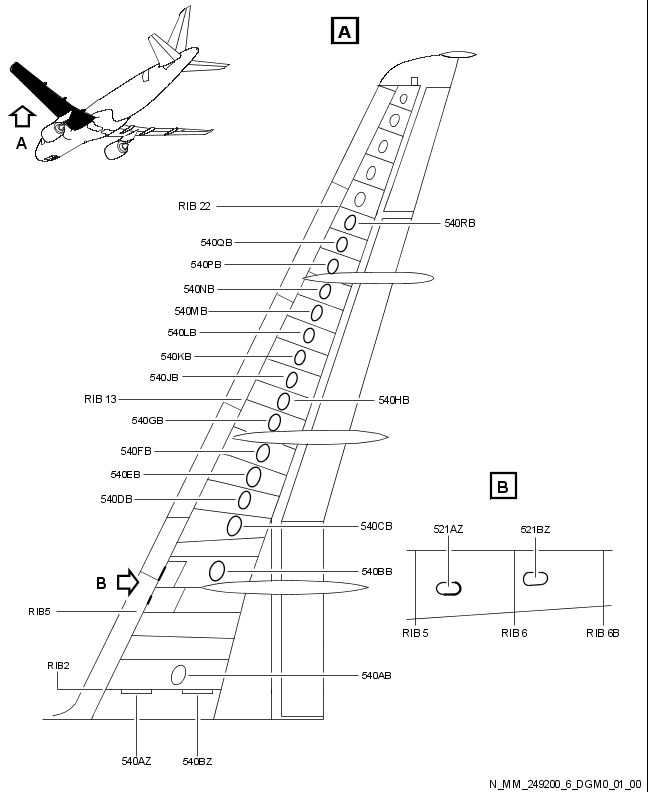 A
A
RIB 22
540RB
540QB
540PB
540NB
540MB
540LB
540KB
540JB
RIB 13
540HB
540GB
540FB
540EB
540DB
540CB
B
521AZ
521BZ
540BB
B
RIB5
RIB 5
RIB 6
RIB 6B
RIB2
540AB
540AZ
540BZ
N_MM_249200_6_DGM0_01_00